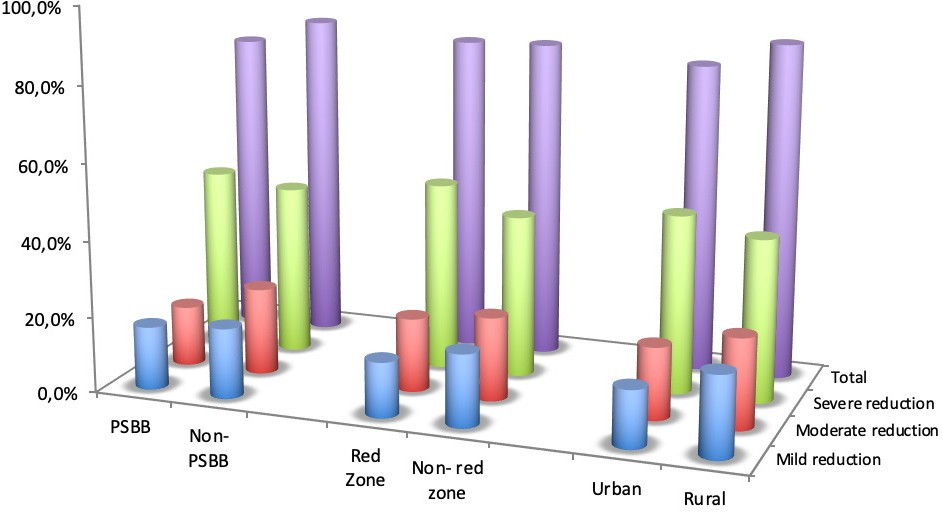 100,0%
80,0%
60,0%
40,0%
20,0%
0,0%
PSBB
Non-
PSBB
Red
Zone
Non- red
zone
Urban
Rural
Total
Severe reduction
Moderate reduction
Mild reduction